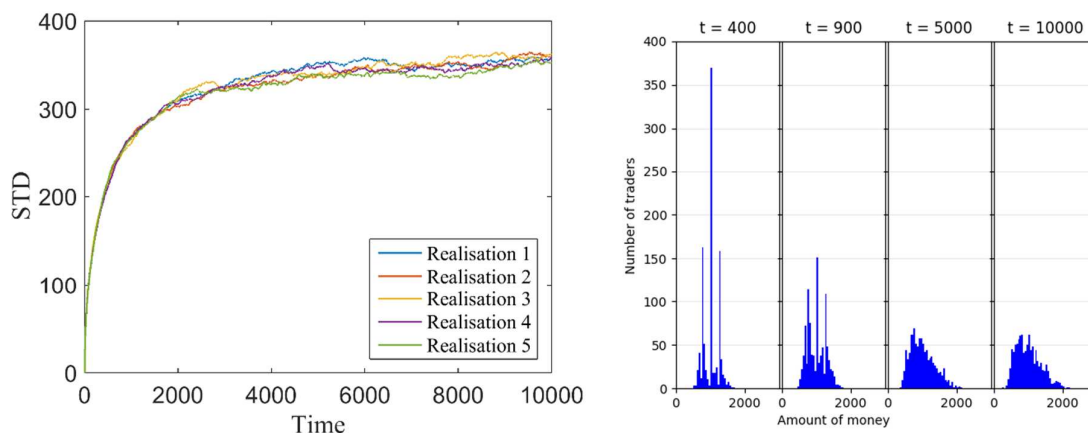 400
300
200
100
0
STD
0 2000 4000 6000 8000 10000
Time
Realisation 1
Realisation 2
Realisation 3
Realisation 4
Realisation 5
t = 400 t = 900 t = 5000 t = 10000
400
350
300
250
200
150
100
50
0
Number of traders
0 2000 0 2000 0 2000 0 2000
Amount of money